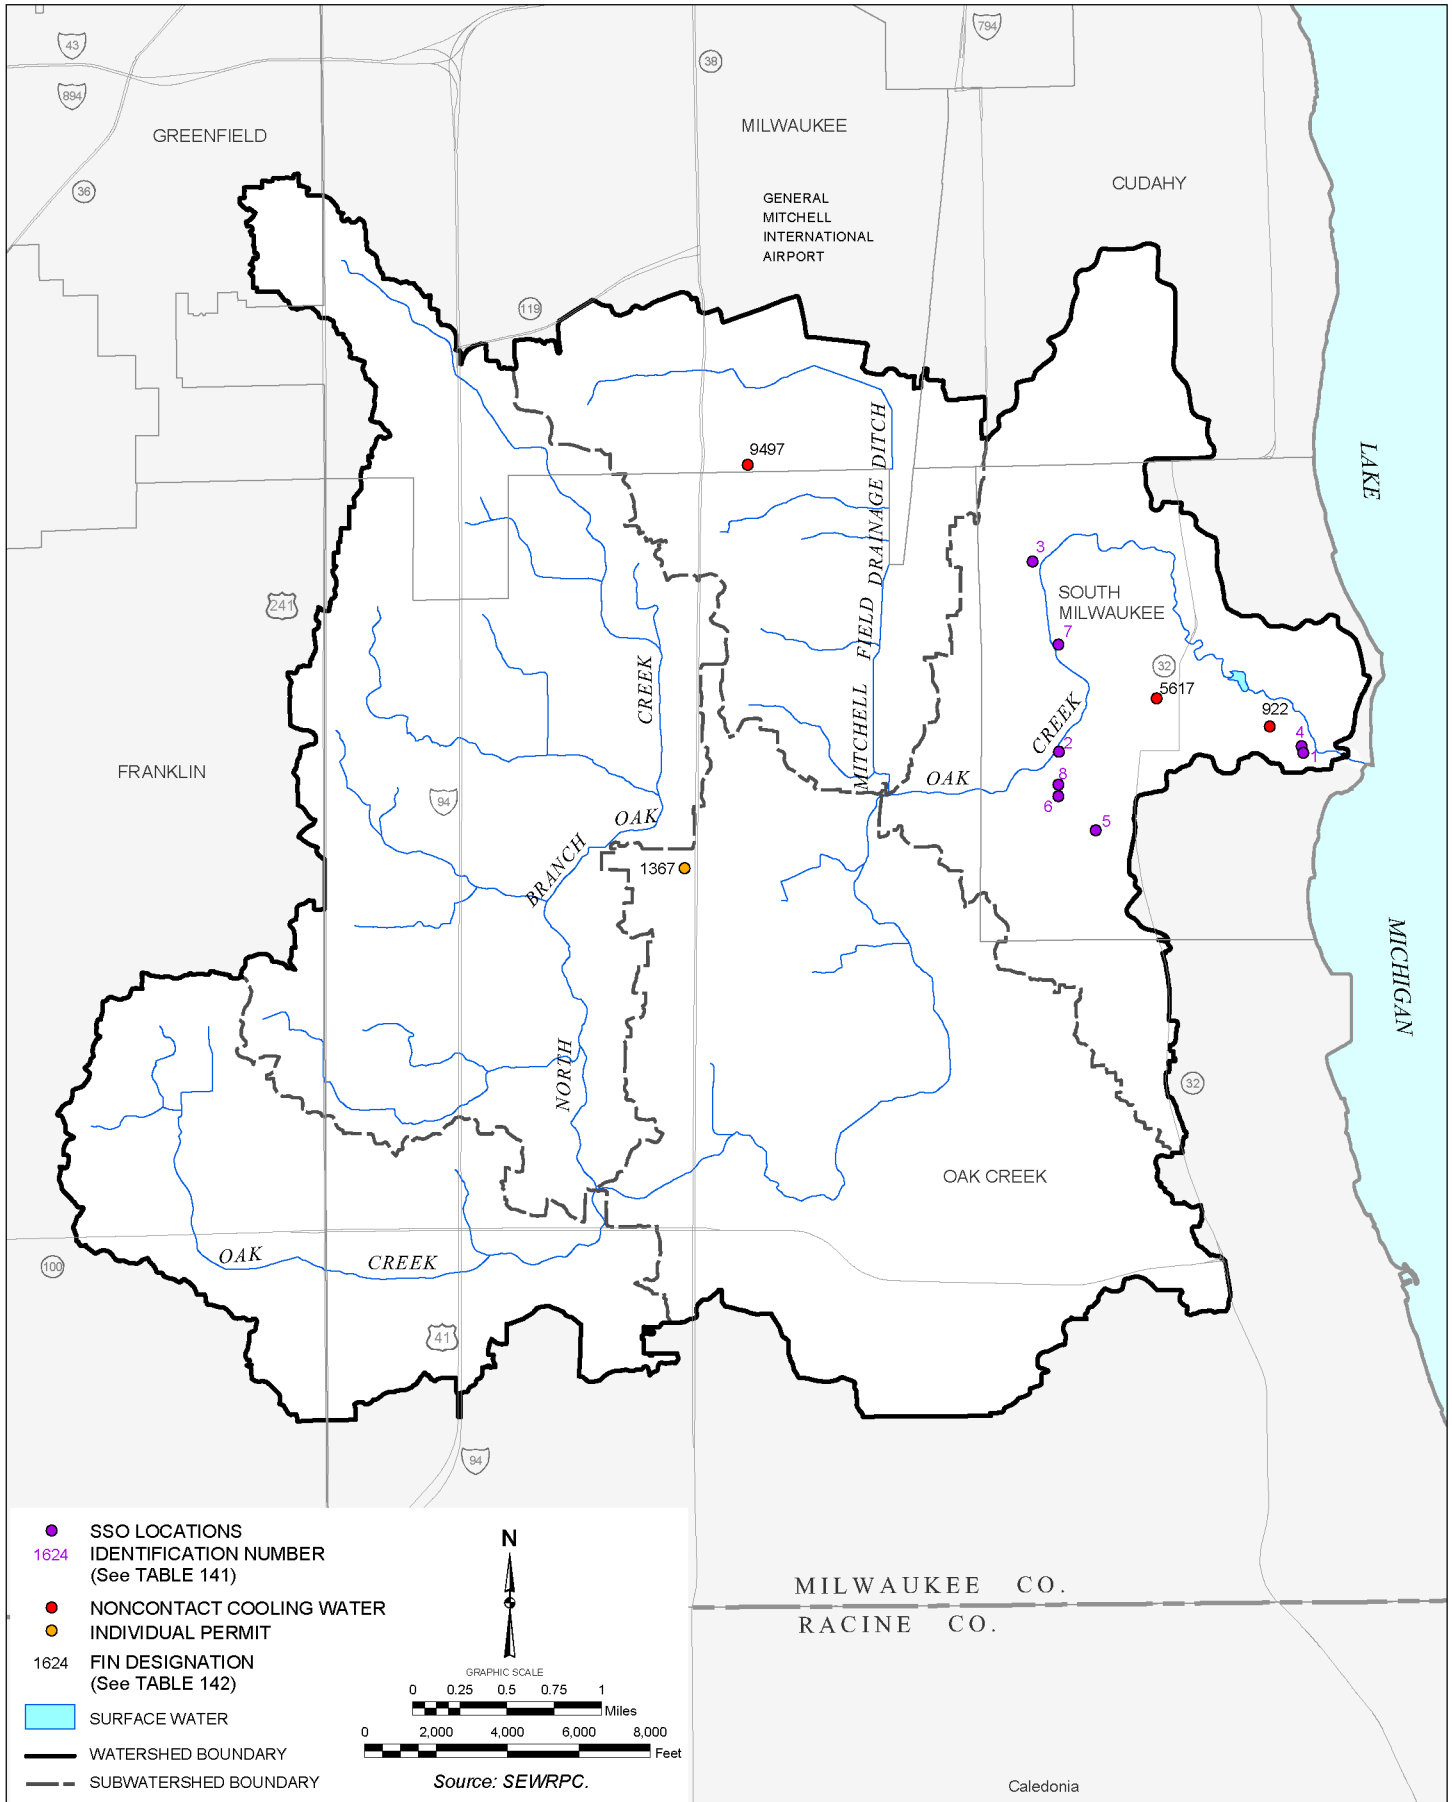 43
794
38
894
MILWAUKEE
GREENFIELD
CUDAHY
36
GENERAL
MITCHELL
INTERNATIONAL
AIRPORT
119
9497
LAKE
MITCHELL FIELD DRAINAGE DITCH
3
241
SOUTH
MILWAUKEE
7
32
5617
922
4
1
CREEK
CREEK
2
OAK
8
6
5
FRANKLIN
94
OAK
BRANCH
1367
MICHIGAN
NORTH
32
OAK CREEK
100
OAK
CREEK
41
94
SSO LOCATIONS
1624 IDENTIFICATION NUMBER
(See TABLE 141)
NONCONTACT COOLING WATER
INDIVIDUAL PERMIT
1624 FIN DESIGNATION
(See TABLE 142)
SURFACE WATER
WATERSHED BOUNDARY
SUBWATERSHED BOUNDARY
N
GRAPHIC SCALE
0 0.25 0.5 0.75 1
Miles
0 2,000 4,000 6,000 8,000
Feet
Source: SEWRPC.
MILWAUKEE CO.
RACINE CO.
Caledonia